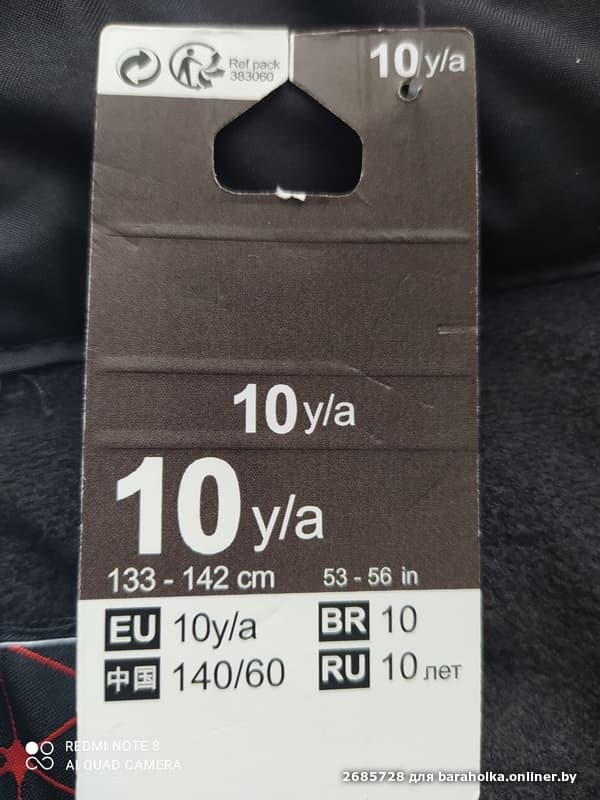 Ref pack
383060
10 y/a
10 y/a
10 y/a
133 - 142 cm 53 - 56 in
EU 10y/a BR 10
中国 140/60 RU 10 лет
REDMI NOTE 8
AI QUAD CAMERA
2685728 для baraholka.onliner.by